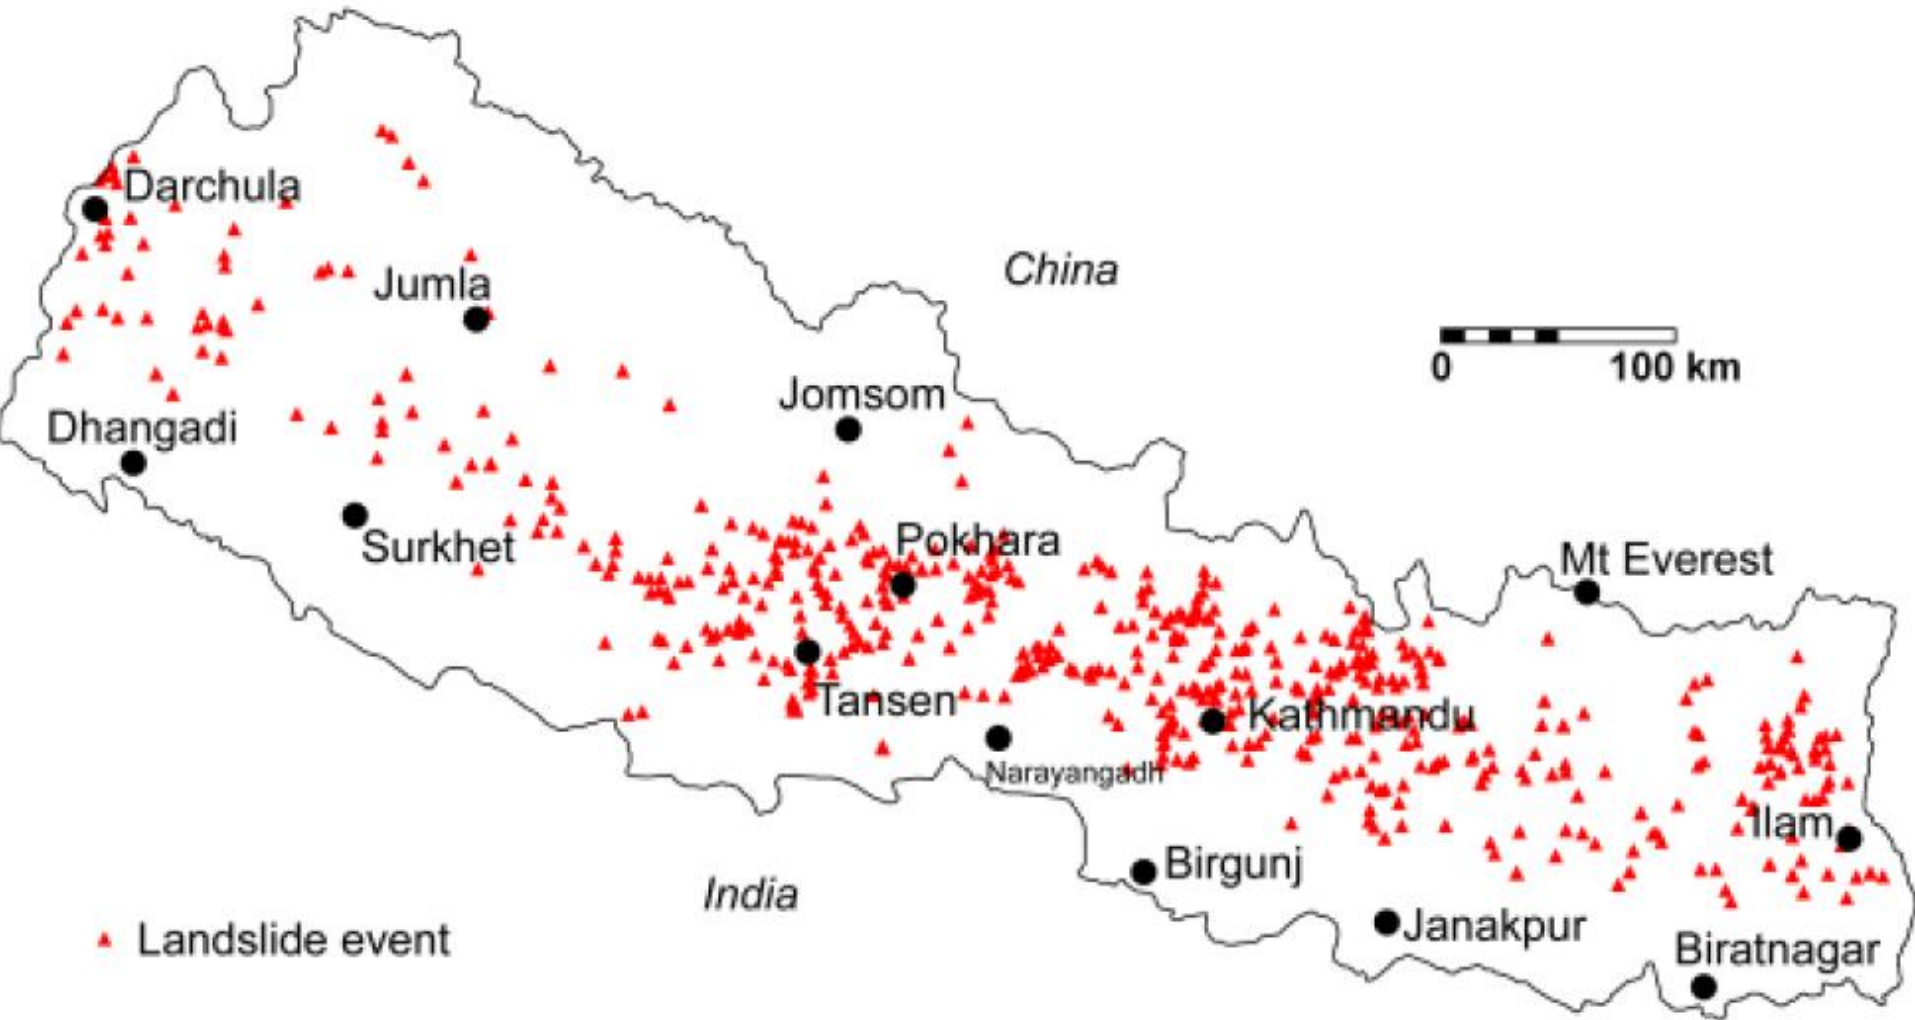 Darchula
China
Jumla
0 100 km
Jomsom
Dhangadi
Pokhara
Surkhet
Mt Everest
Tansen
Kathmandu
Narayangadh
Ilam
Birgunj
India
Landslide event
Janakpur
Biratnagar